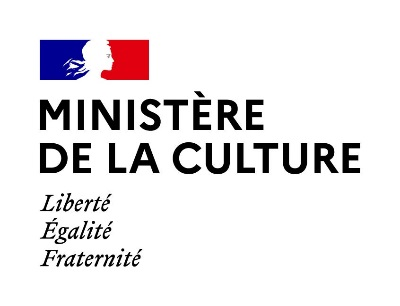 MINISTÈRE
DE LA CULTURE
Liberté
Égalité
Fraternité